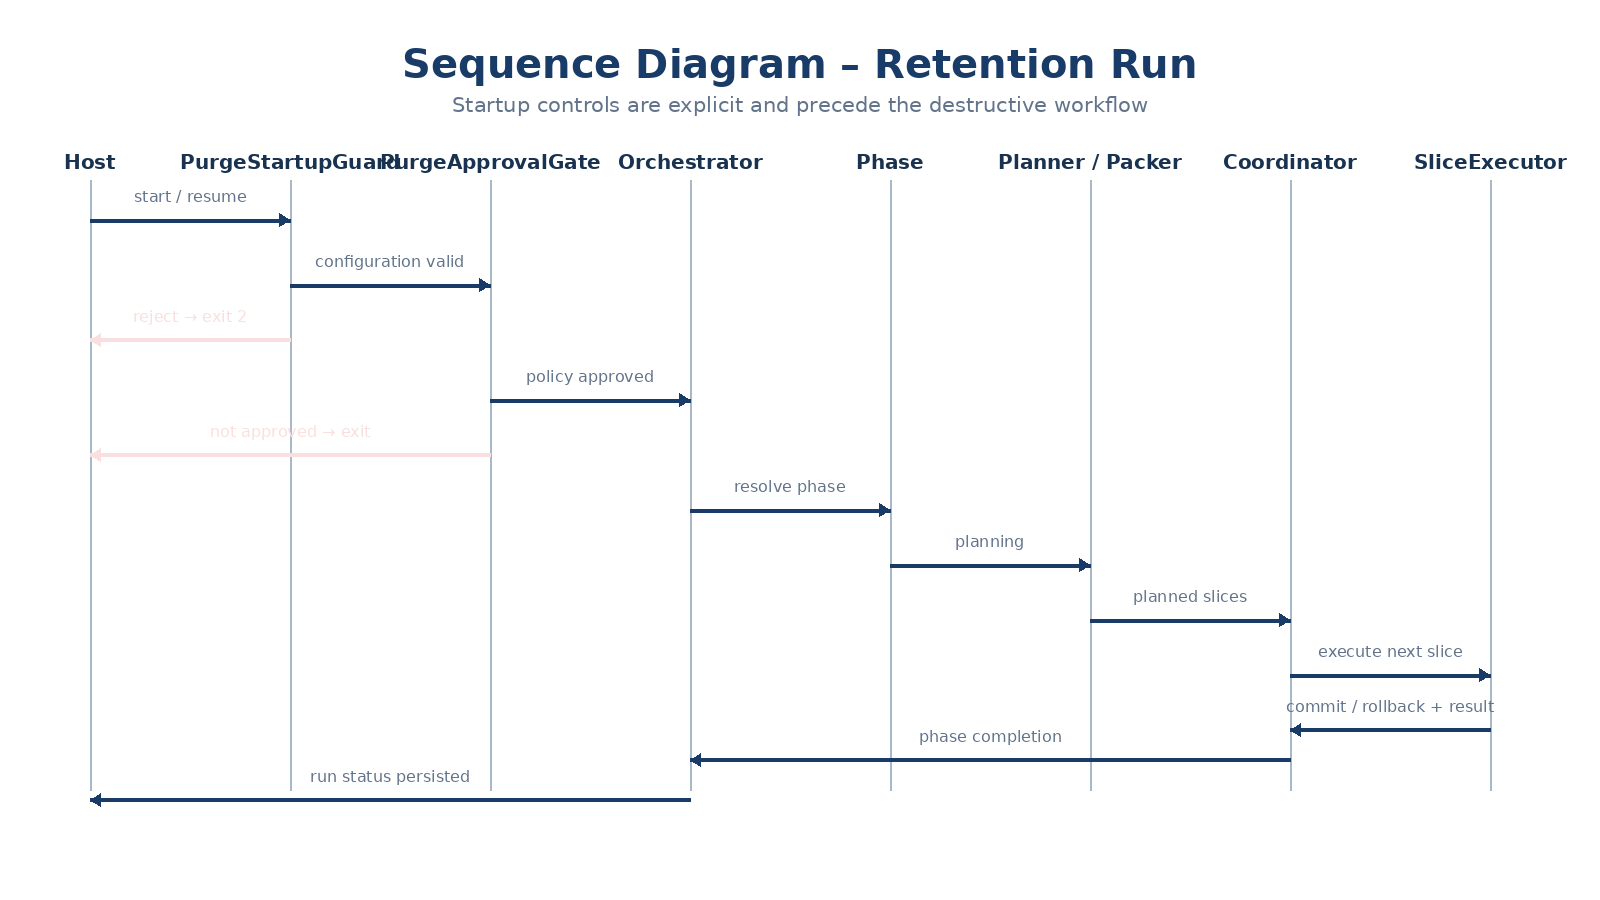 Sequence Diagram – Retention Run
Startup controls are explicit and precede the destructive workflow
Host
PurgeStartupGuard
PurgeApprovalGate
Orchestrator
Phase
Planner / Packer
Coordinator
SliceExecutor
start / resume
configuration valid
reject → exit 2
policy approved
not approved → exit
resolve phase
planning
planned slices
execute next slice
commit / rollback + result
phase completion
run status persisted